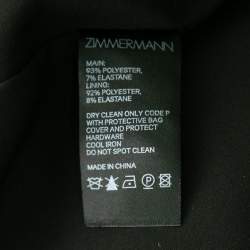 ZIMMERMANN
MAIN:
93% POLYESTER,
7% ELASTANE
LINING:
92% POLYESTER,
8% ELASTANE
DRY CLEAN ONLY CODE P
WITH PROTECTIVE BAG
COVER AND PROTECT
HARDWARE
COOL IRON
DO NOT SPOT CLEAN
MADE IN CHINA